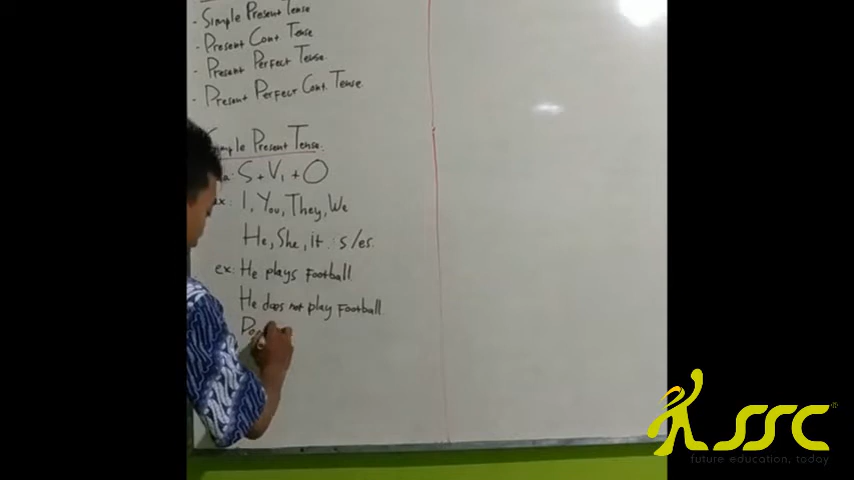 - Simple Present Tense
- Present Cont. Tense
- Present Perfect Tense.
- Present Perfect Cont. Tense.
Simple Present Tense.
S + V1 + O
ex: I, You, They, We
He, She, it : s/es.
ex: He plays Football
He does not play Football.
SSC
future education, today